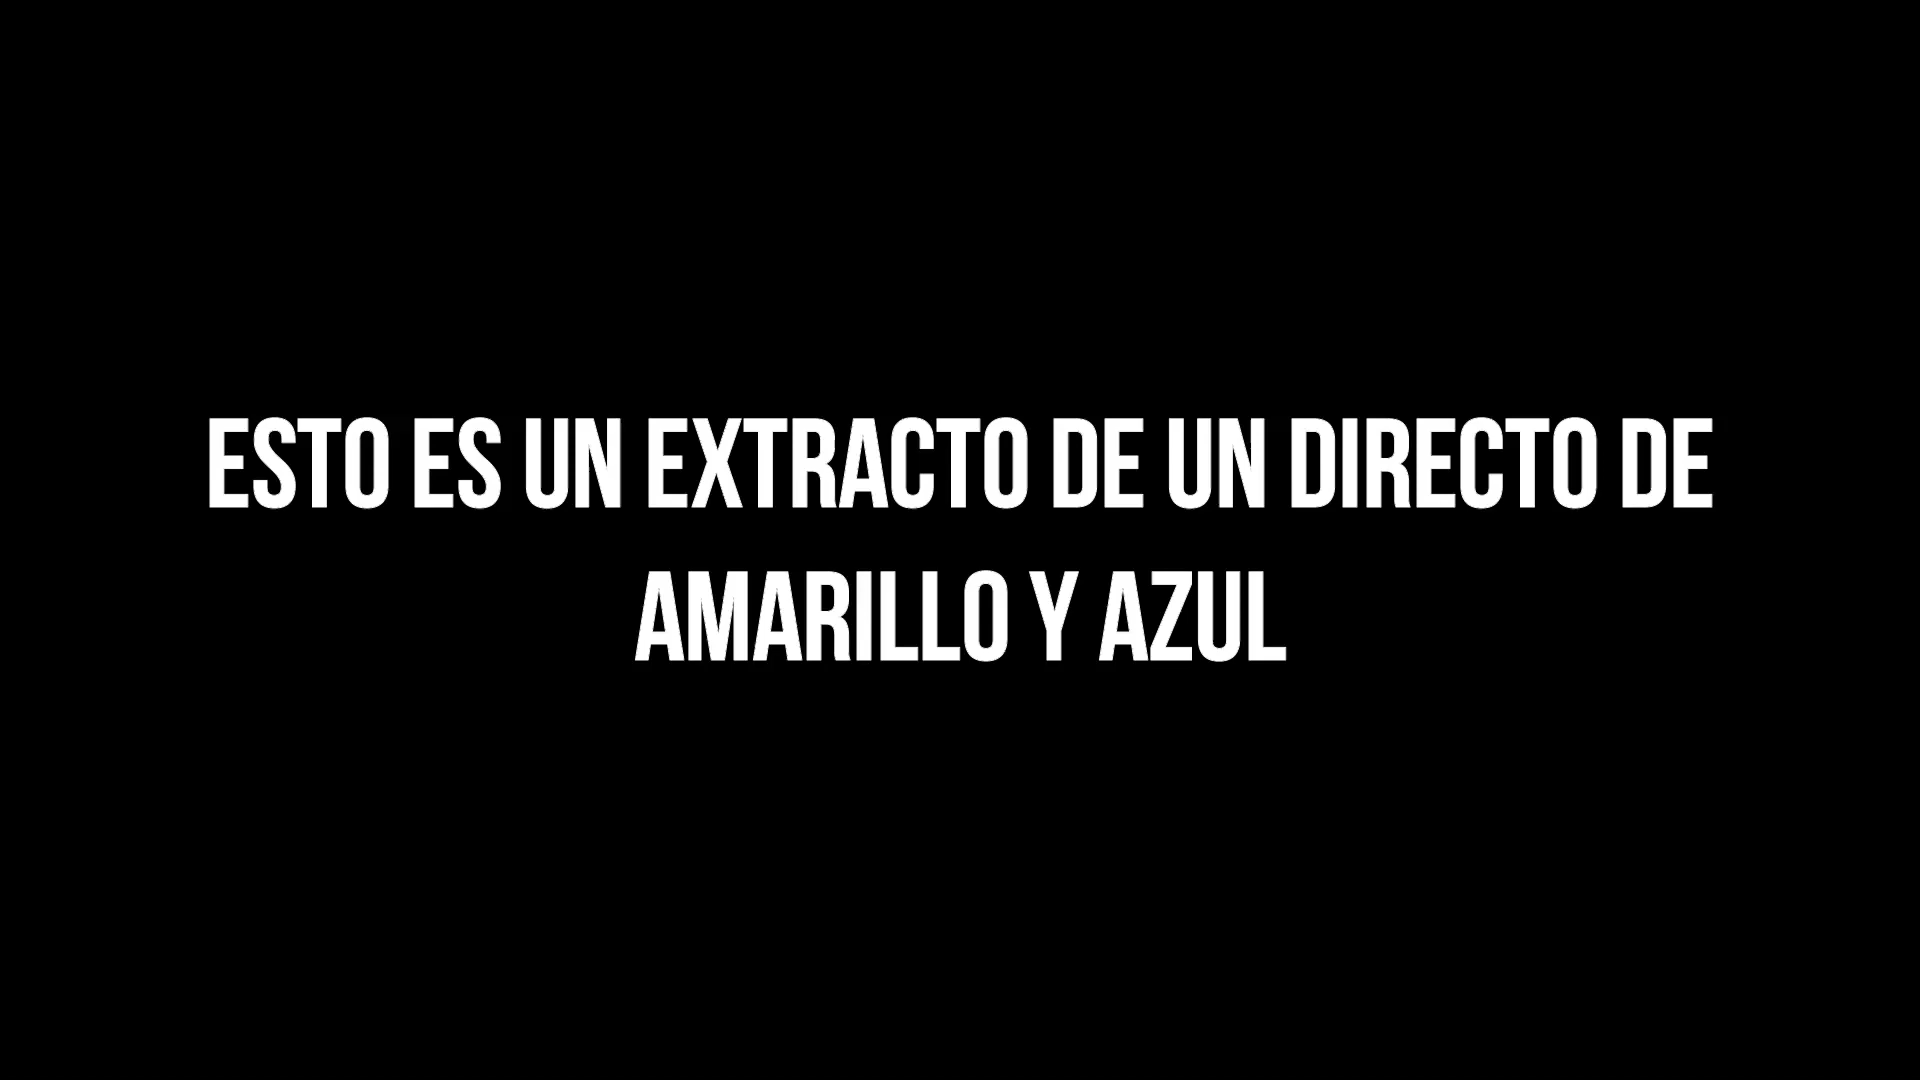 ESTO ES UN EXTRACTO DE UN DIRECTO DE
AMARILLO Y AZUL